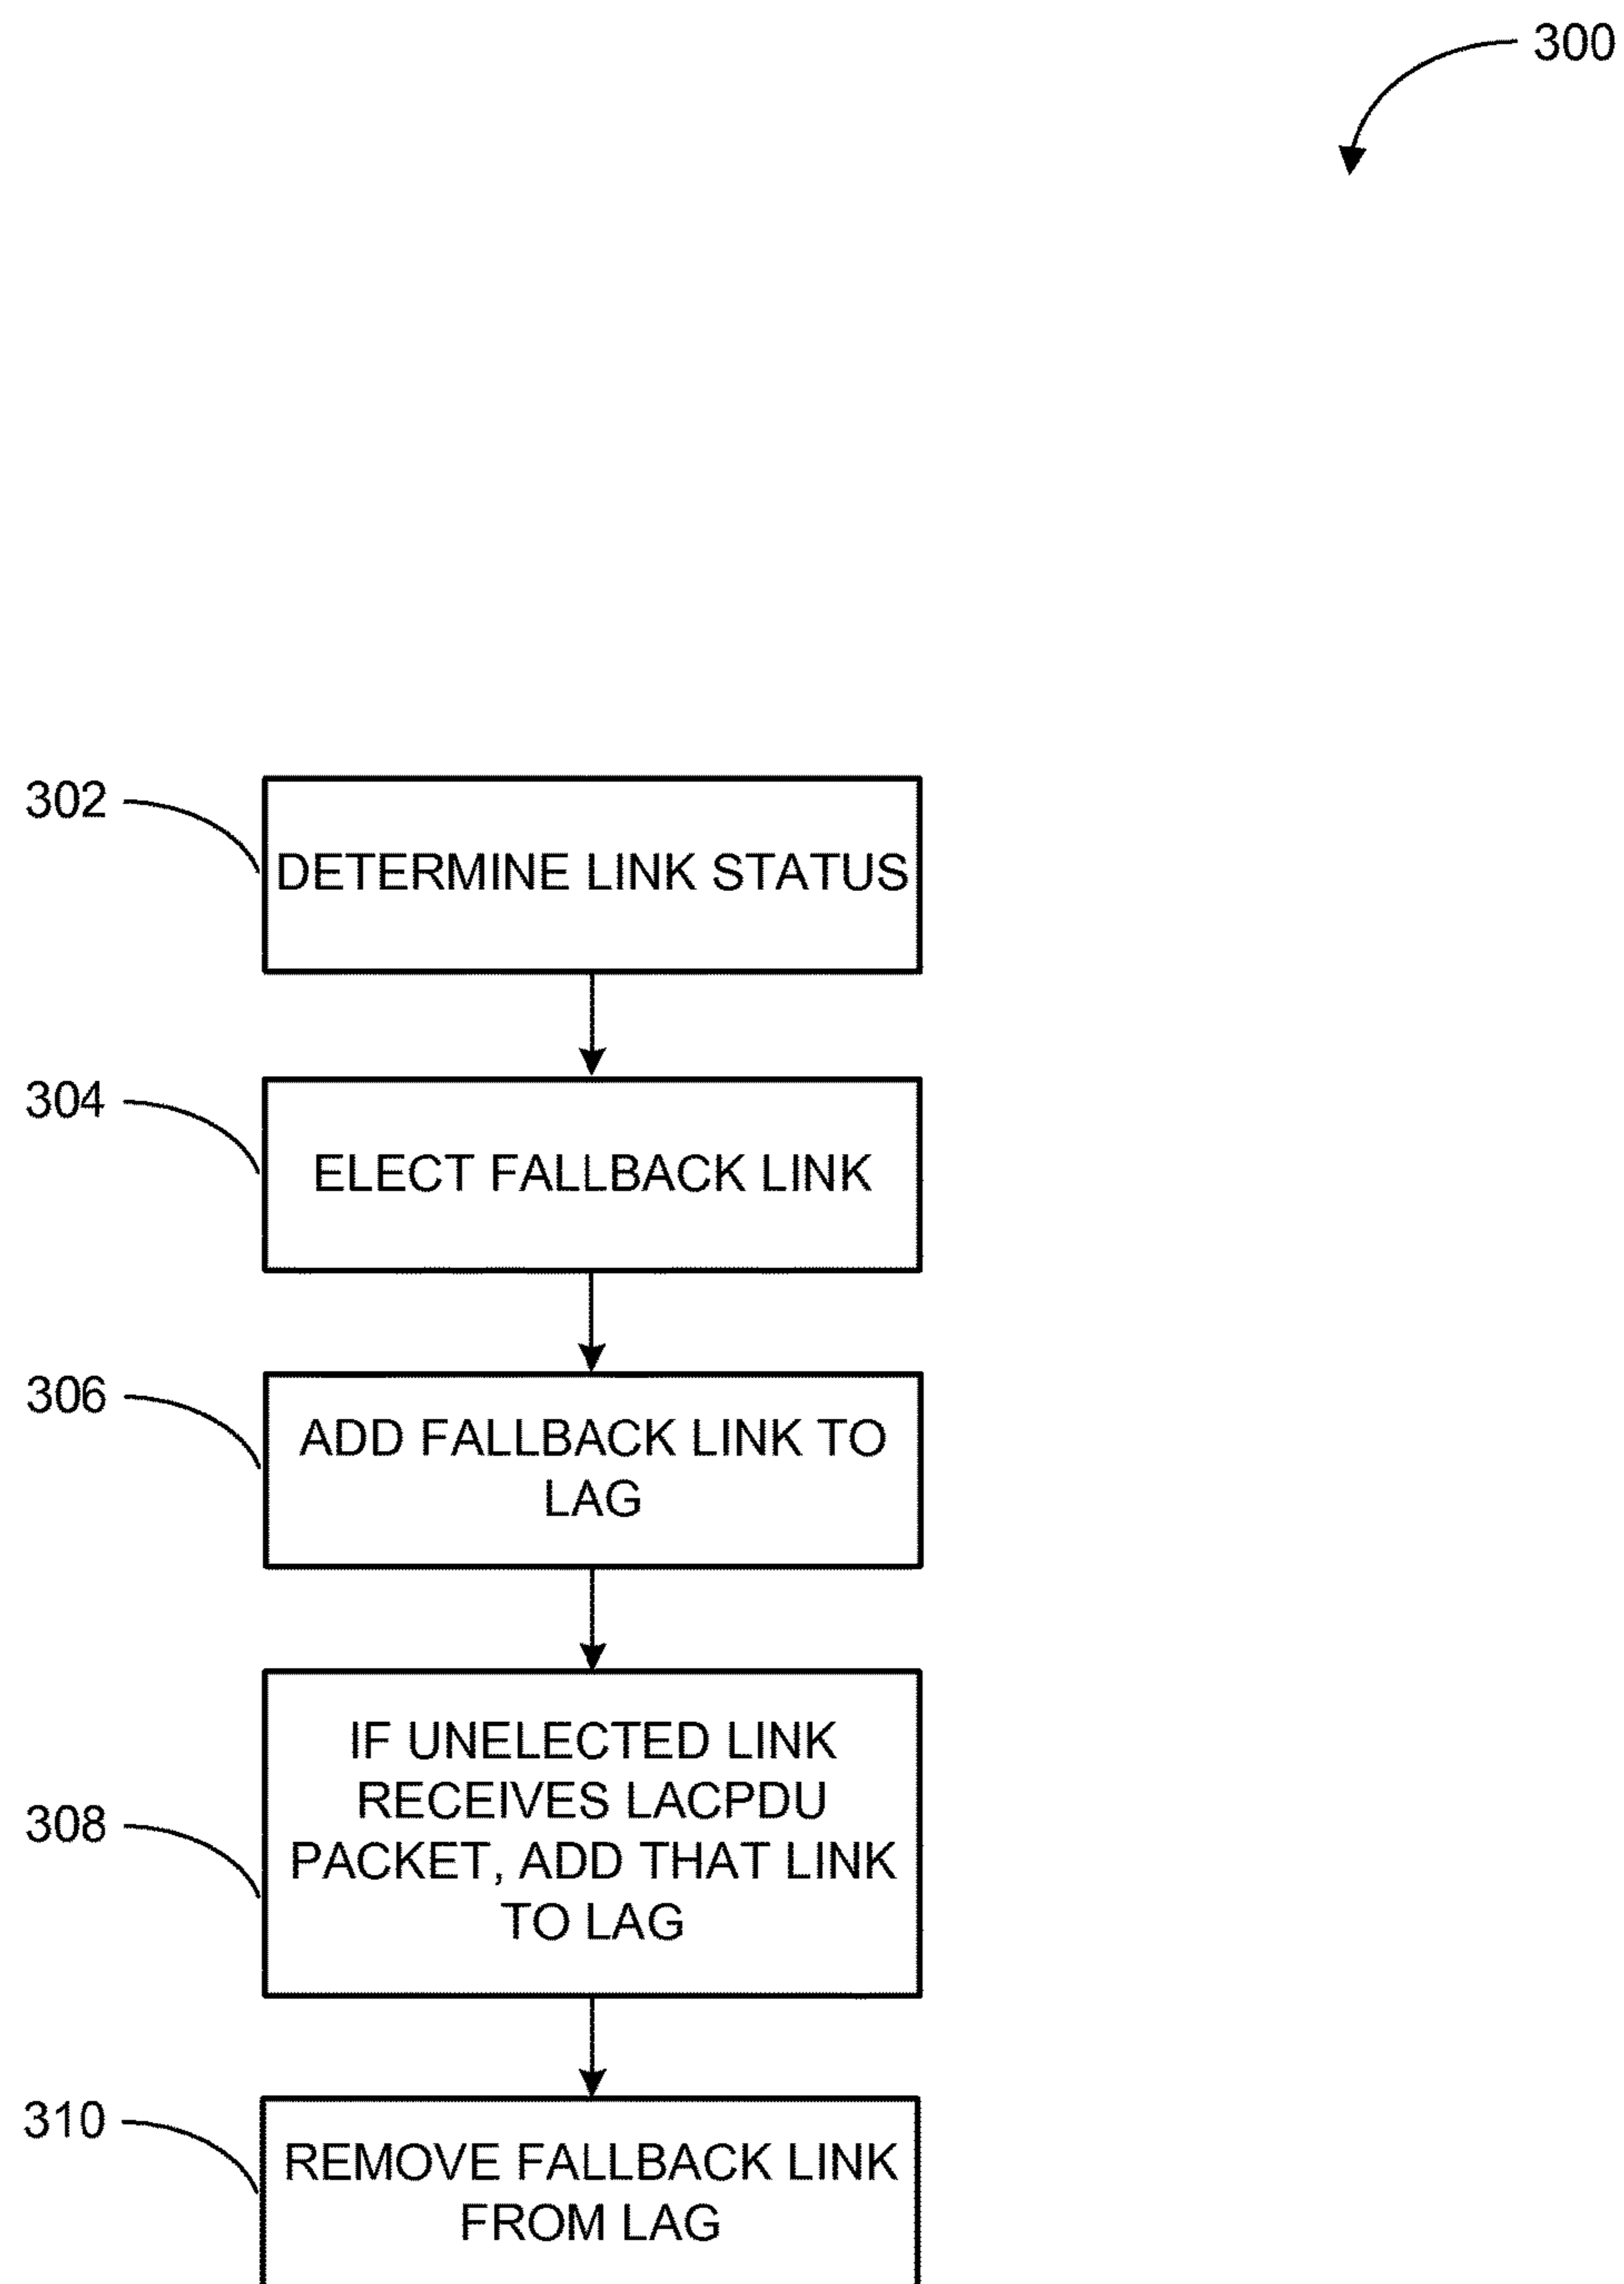 300
302
DETERMINE LINK STATUS
304
ELECT FALLBACK LINK
306
ADD FALLBACK LINK TO
LAG
308
IF UNELECTED LINK
RECEIVES LACPDU
PACKET, ADD THAT LINK
TO LAG
310
REMOVE FALLBACK LINK
FROM LAG